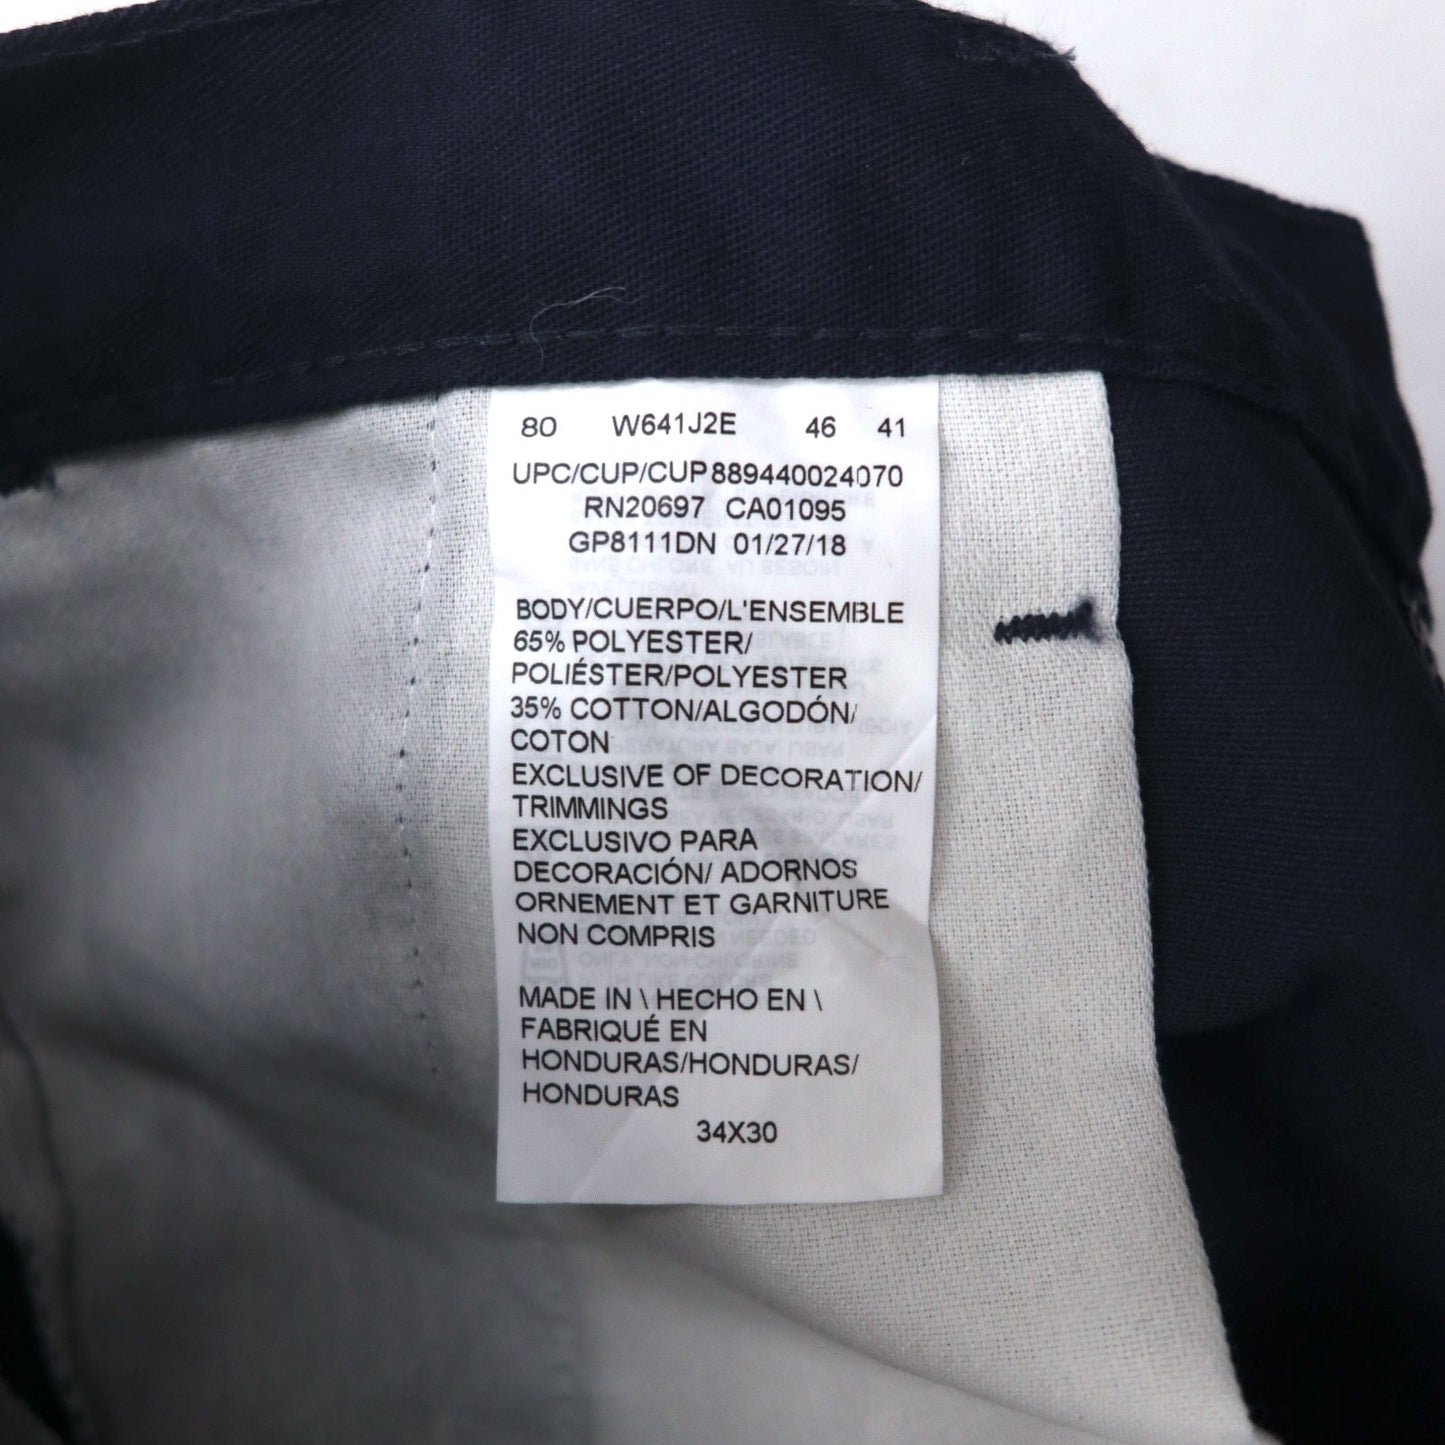 80 W641J2E 46 41
UPC/CUP/CUP 889440024070
RN20697 CA01095
GP8111DN 01/27/18
BODY/CUERPO/L'ENSEMBLE
65% POLYESTER/
POLIÉSTER/POLYESTER
35% COTTON/ALGODÓN/
COTON
EXCLUSIVE OF DECORATION/
TRIMMINGS
EXCLUSIVO PARA
DECORACIÓN/ ADORNOS
ORNEMENT ET GARNITURE
NON COMPRIS
MADE IN \ HECHO EN \
FABRIQUÉ EN
HONDURAS/HONDURAS/
HONDURAS
34X30